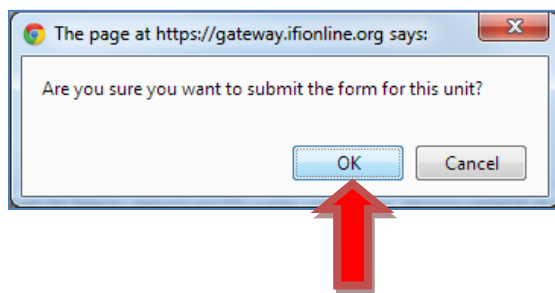 The page at https://gateway.ifionline.org says:
Are you sure you want to submit the form for this unit?
OK Cancel